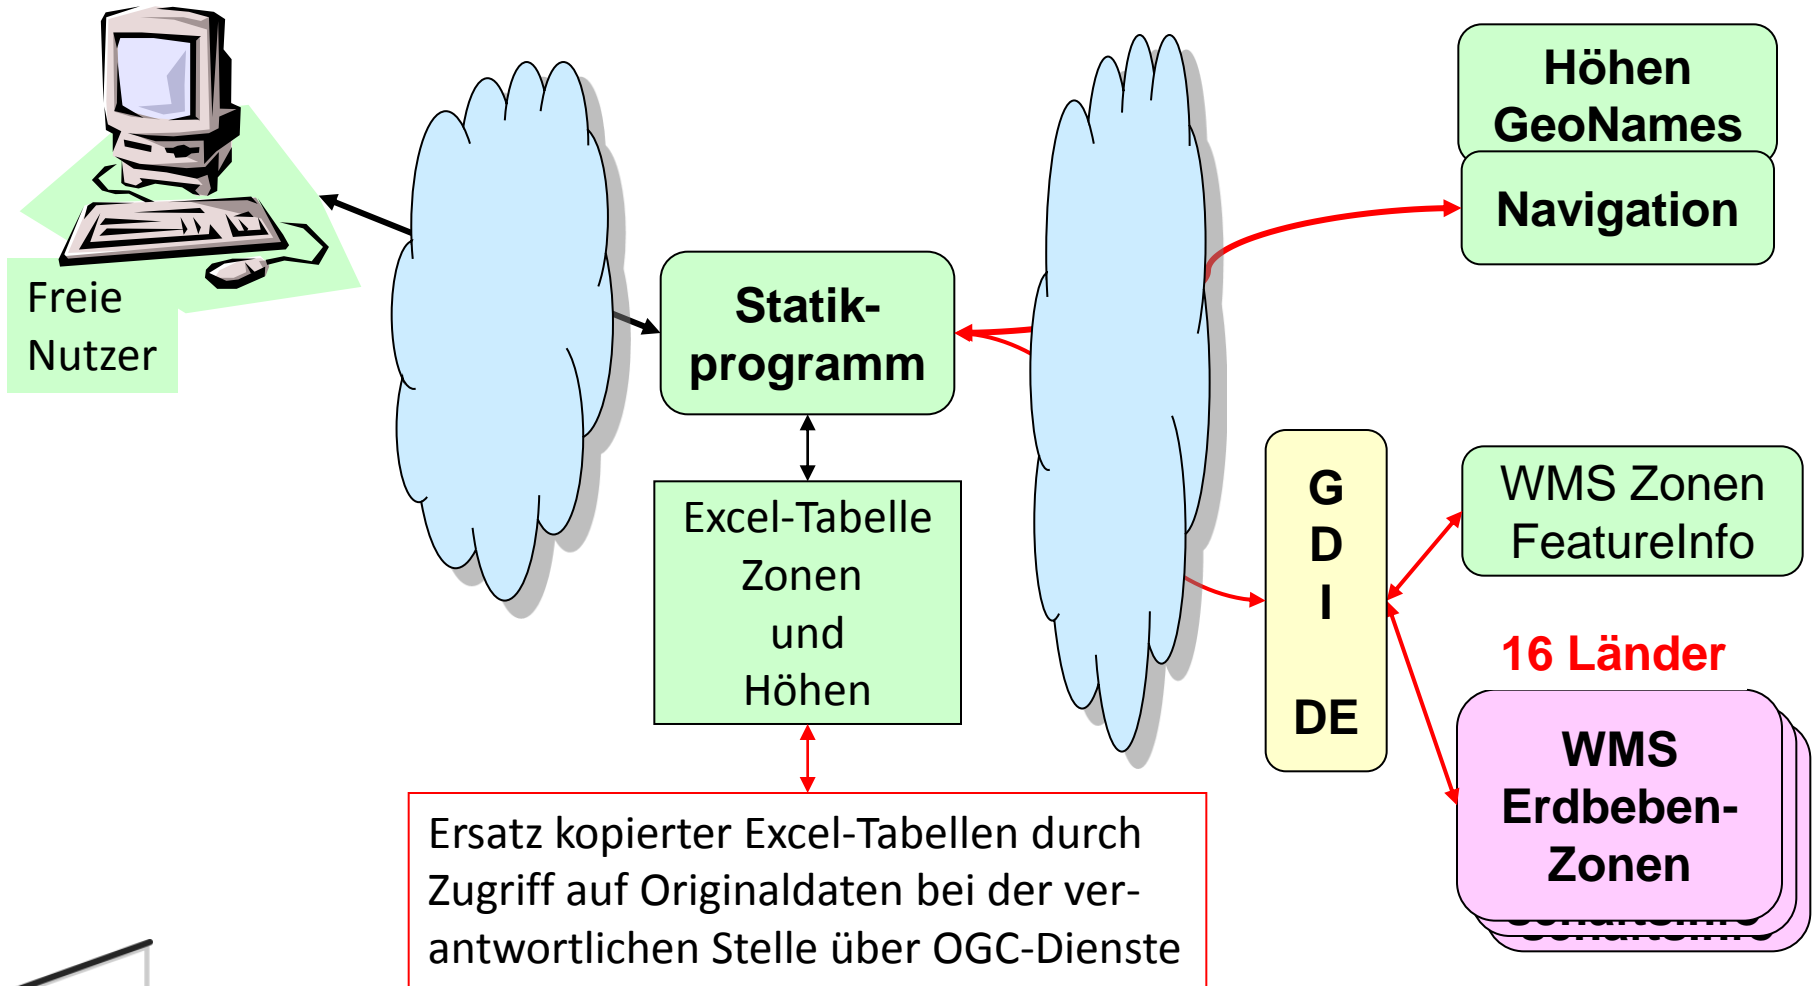 Freie
Nutzer
Statik-
programm
Excel-Tabelle
Zonen
und
Höhen
Ersatz kopierter Excel-Tabellen durch
Zugriff auf Originaldaten bei der ver-
antwortlichen Stelle über OGC-Dienste
Höhen
GeoNames
Navigation
G
D
I
DE
WMS Zonen
FeatureInfo
16 Länder
WMS
Erdbeben-
Zonen